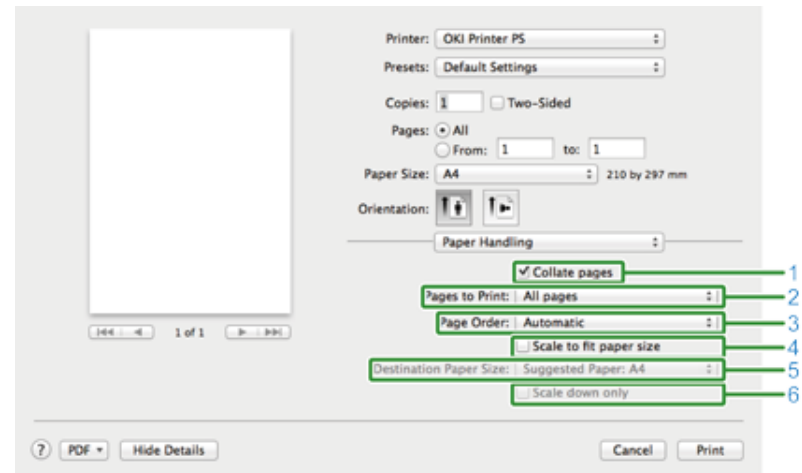 Printer: OKI Printer PS
Presets: Default Settings
Copies: 1 Two-Sided
Pages: All
From: 1 to: 1
Paper Size: A4 210 by 297 mm
Orientation:
Paper Handling
Collate pages 1
Pages to Print: All pages 2
Page Order: Automatic 3
Scale to fit paper size 4
Destination Paper Size: Suggested Paper: A4 5
Scale down only 6
1 of 1
? PDF Hide Details Cancel Print